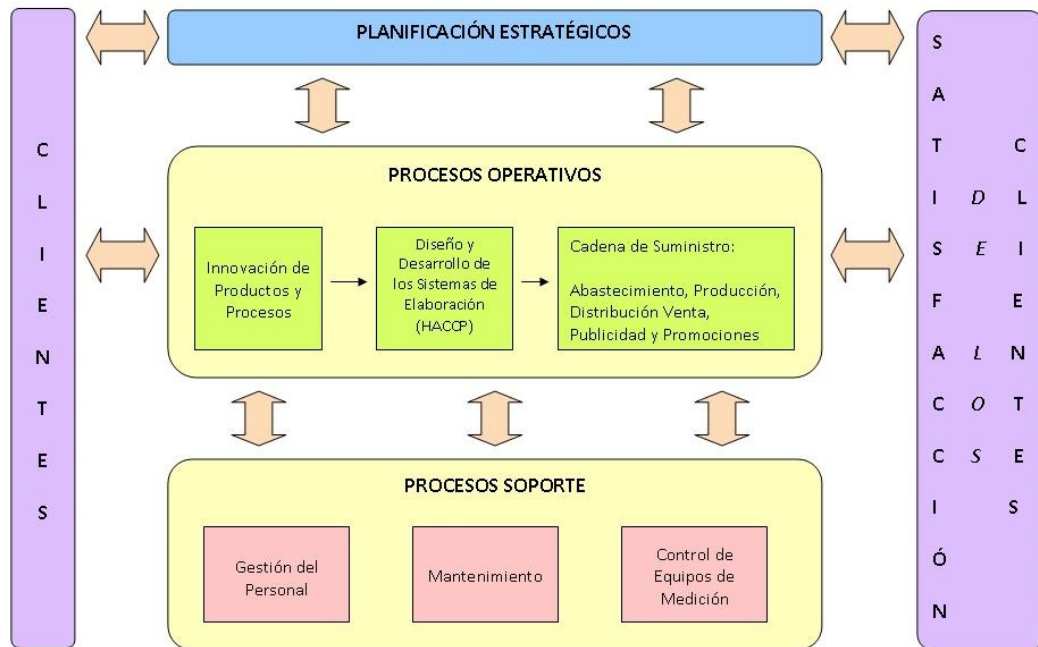 PLANIFICACIÓN ESTRATÉGICOS
CLIENTES
PROCESOS OPERATIVOS
Innovación de
Productos y
Procesos
Diseño y
Desarrollo de
los Sistemas de
Elaboración
(HACCP)
Cadena de Suministro:
Abastecimiento, Producción,
Distribución Venta,
Publicidad y Promociones
PROCESOS SOPORTE
Gestión del
Personal
Mantenimiento
Control de
Equipos de
Medición
SATISFACCIÓN
DE LOS
CLIENTES